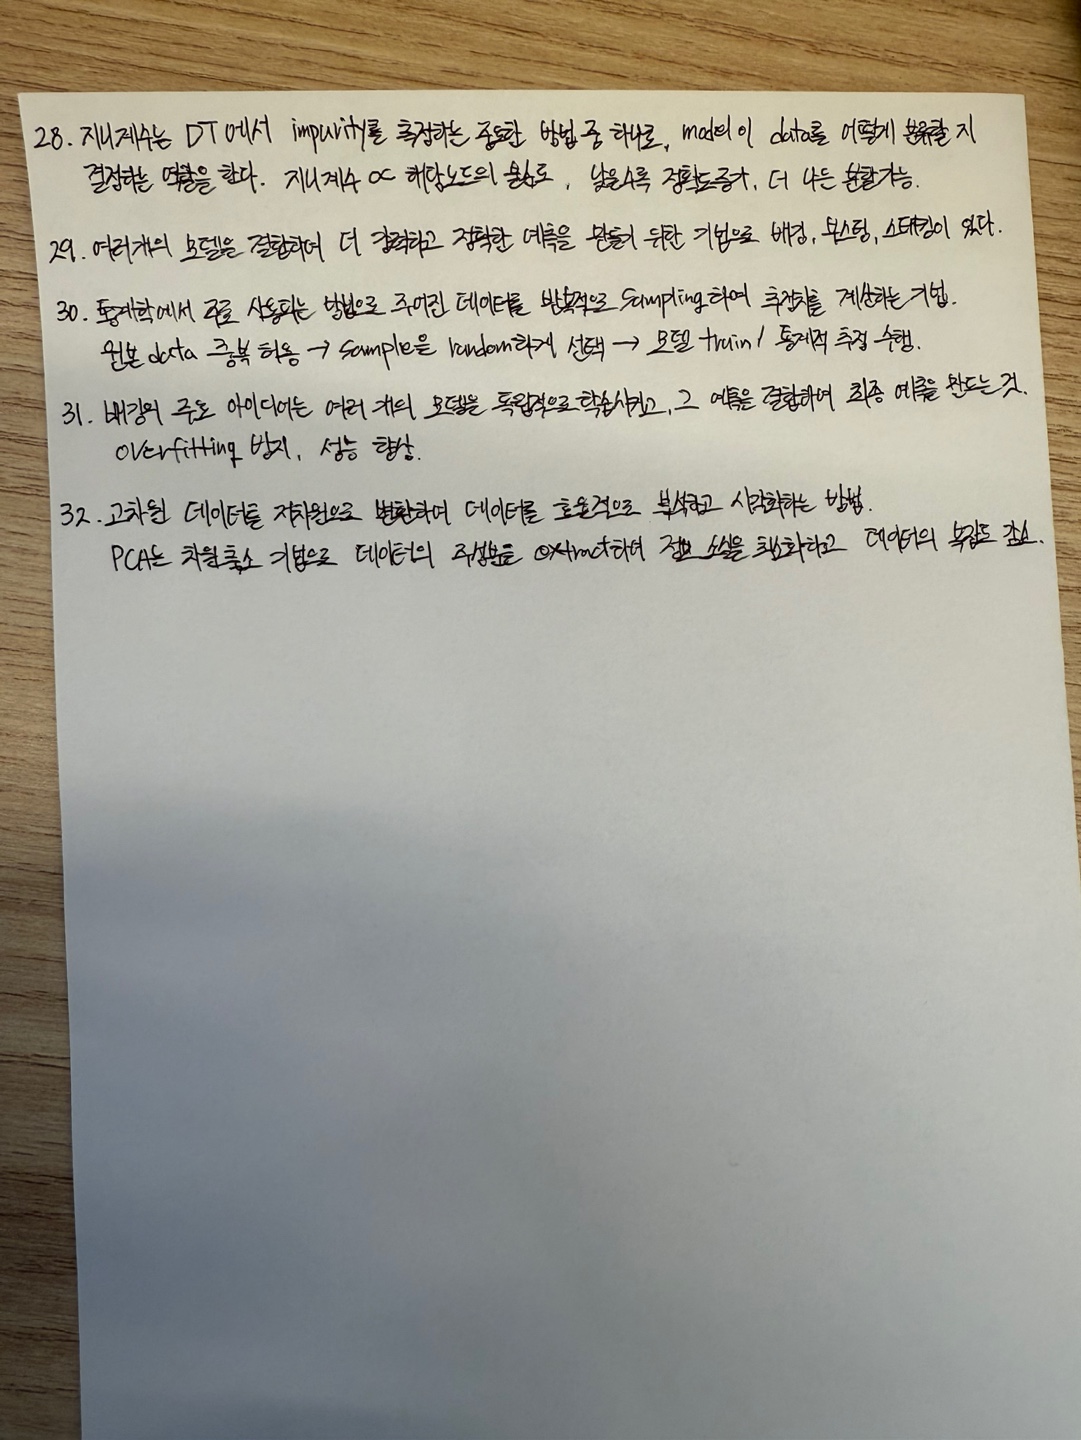 28. 지니계수는 DT에서 impurity를 측정하는 중요한 방법 중 하나로, model이 data를 어떻게 분류할 지
결정하는 역할을 한다. 지니계수 ∝ 해당노드의 불순도, 낮을수록 정확도증가, 더 나은 분할가능.
29. 여러개의 모델을 결합하여 더 강력하고 정확한 예측을 만들기 위한 기법으로 배깅, 부스팅, 스태킹이 있다.
30. 통계학에서 주로 사용되는 방법으로 주어진 데이터를 반복적으로 Sampling하여 추정치를 계산하는 기법.
원본 data 중복 허용 → Sample을 random하게 선택 → 모델 train / 통계적 추정 수행.
31. 배깅의 주요 아이디어는 여러 개의 모델을 독립적으로 학습시키고, 그 예측을 결합하여 최종 예측을 만드는 것.
overfitting 방지, 성능 향상.
32. 고차원 데이터를 저차원으로 변환하여 데이터를 효율적으로 분석하고 시각화하는 방법.
PCA는 차원축소 기법으로 데이터의 주성분을 extract하여 정보 손실을 최소화하고 데이터의 복잡도 감소.